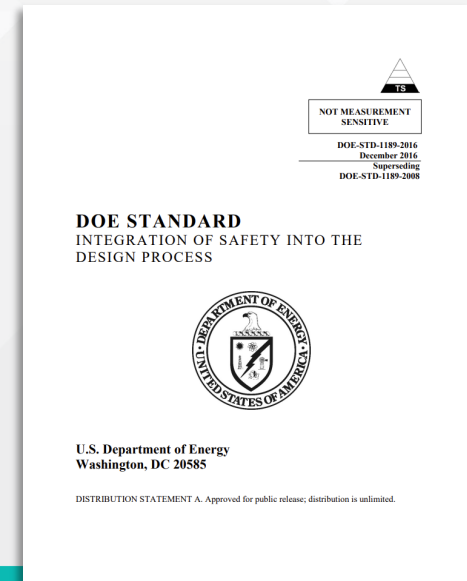 TS
NOT MEASUREMENT
SENSITIVE
DOE-STD-1189-2016
December 2016
Superseding
DOE-STD-1189-2008
DOE STANDARD
INTEGRATION OF SAFETY INTO THE
DESIGN PROCESS
DEPARTMENT OF ENERGY
UNITED STATES OF AMERICA
U.S. Department of Energy
Washington, DC 20585
DISTRIBUTION STATEMENT A. Approved for public release; distribution is unlimited.